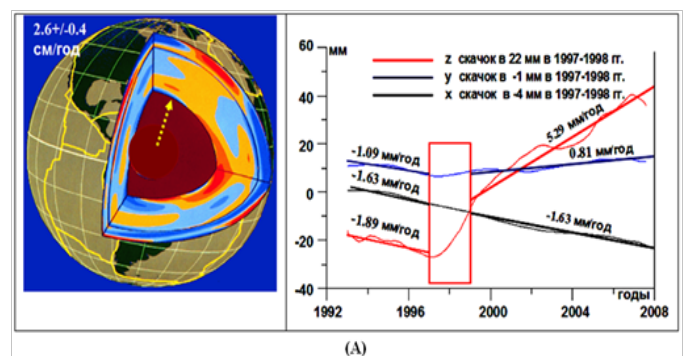 2.6+/-0.4
см/год
60
мм
40
20
0
-20
-40
z скачок в 22 мм в 1997-1998 гг.
y скачок в -1 мм в 1997-1998 гг.
x скачок в -4 мм в 1997-1998 гг.
-1.09 мм/год
-1.63 мм/год
-1.89 мм/год
5.29 мм/год
0.81 мм/год
-1.63 мм/год
годы
1992
1996
2000
2004
2008
(A)